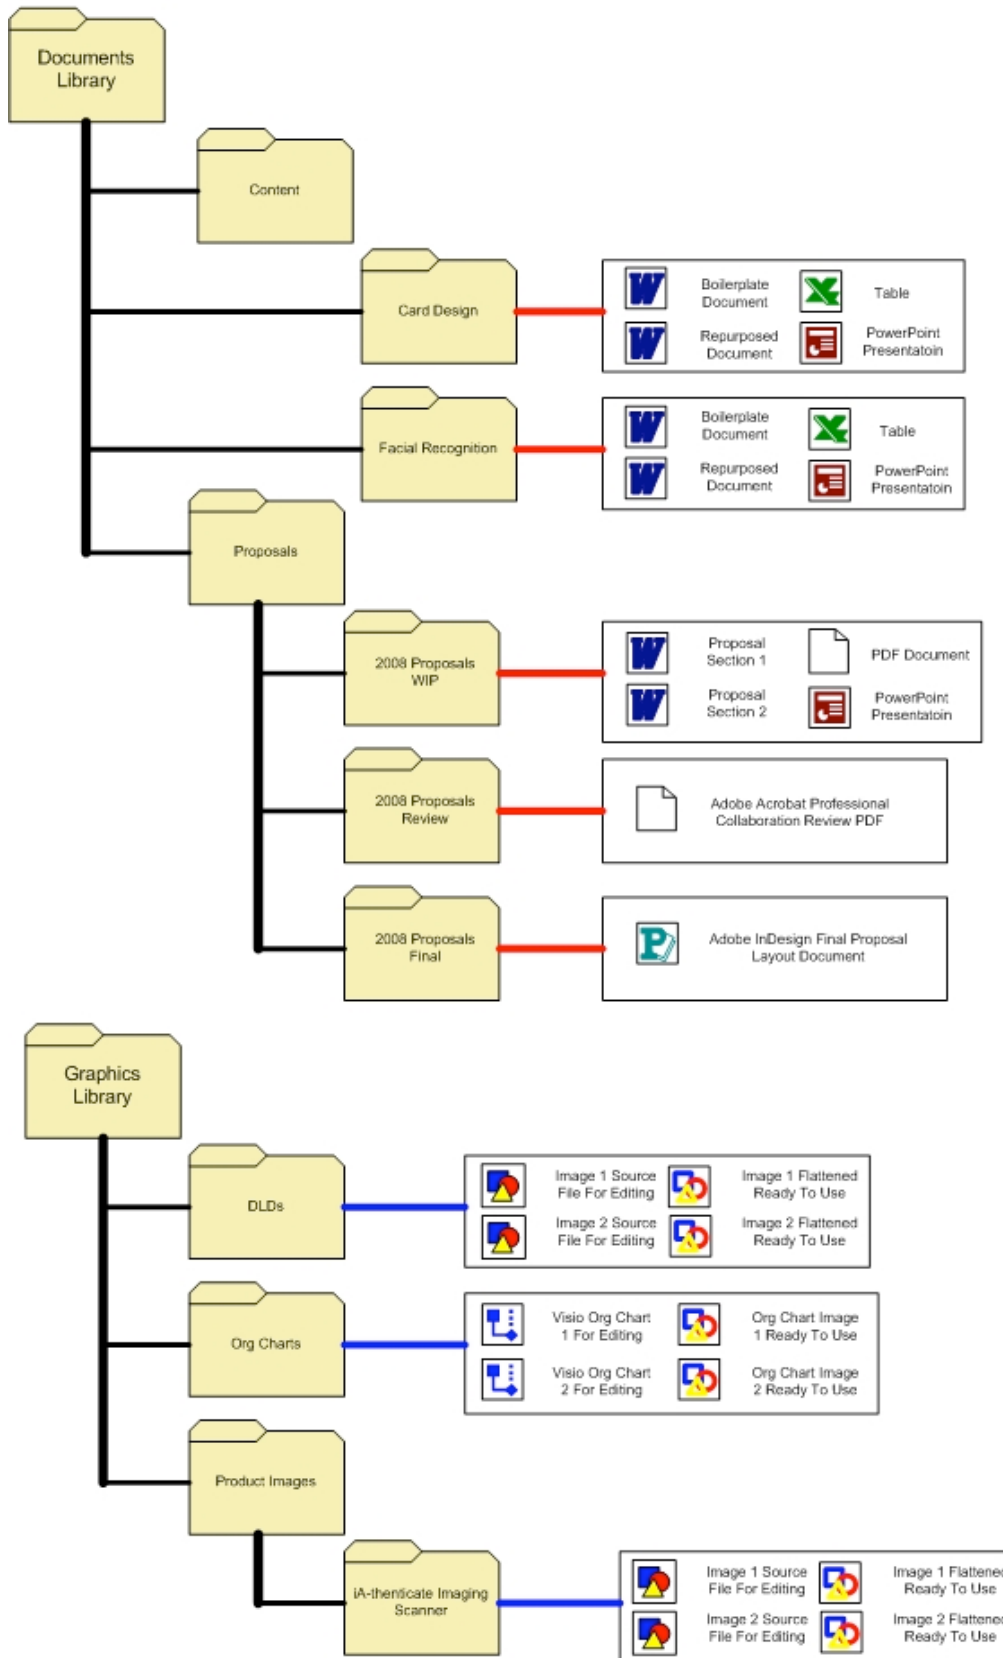 Documents
Library
Content
Card Design
Boilerplate
Document
Table
Repurposed
Document
PowerPoint
Presentatoin
Facial Recognition
Boilerplate
Document
Table
Repurposed
Document
PowerPoint
Presentatoin
Proposals
2008 Proposals
WIP
Proposal
Section 1
PDF Document
Proposal
Section 2
PowerPoint
Presentatoin
2008 Proposals
Review
Adobe Acrobat Professional
Collaboration Review PDF
2008 Proposals
Final
Adobe InDesign Final Proposal
Layout Document
Graphics
Library
DLDs
Image 1 Source
File For Editing
Image 1 Flattened
Ready To Use
Image 2 Source
File For Editing
Image 2 Flattened
Ready To Use
Org Charts
Visio Org Chart
1 For Editing
Org Chart Image
1 Ready To Use
Visio Org Chart
2 For Editing
Org Chart Image
2 Ready To Use
Product Images
iA-thenticate Imaging
Scanner
Image 1 Source
File For Editing
Image 1 Flattened
Ready To Use
Image 2 Source
File For Editing
Image 2 Flattened
Ready To Use